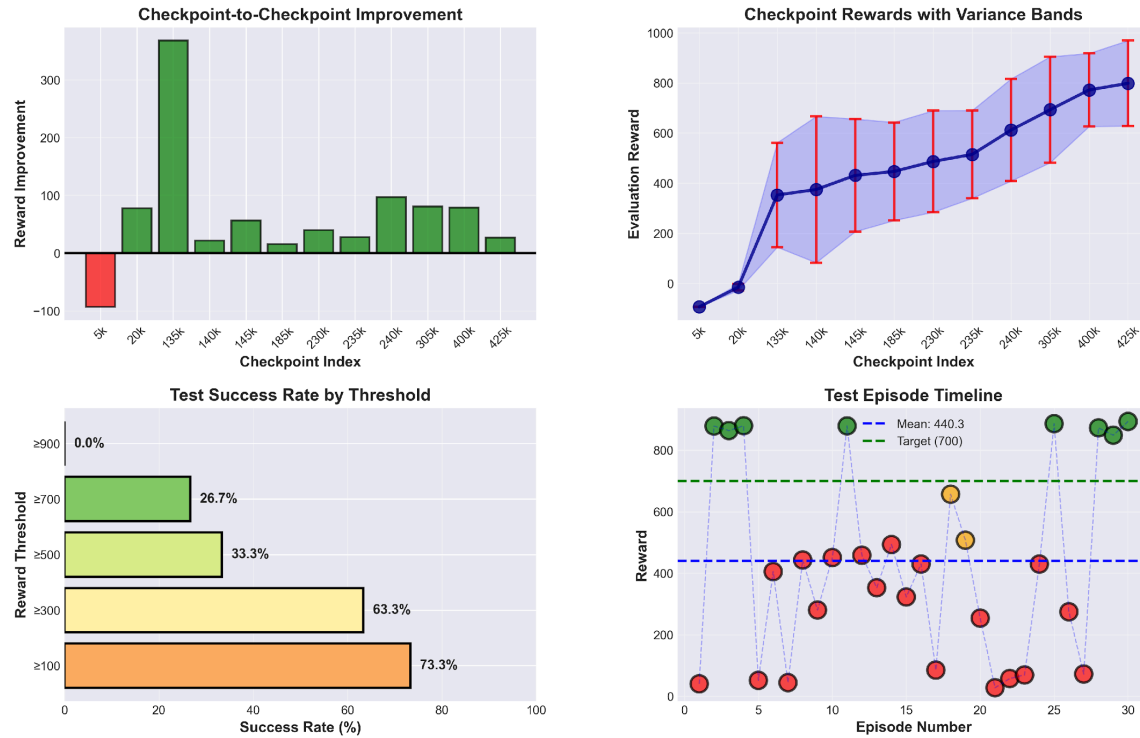 Checkpoint-to-Checkpoint Improvement
Reward Improvement
300
200
100
0
−100
5k 20k 135k 140k 145k 185k 230k 235k 240k 305k 400k 425k
Checkpoint Index
Checkpoint Rewards with Variance Bands
Evaluation Reward
1000
800
600
400
200
0
5k 20k 135k 140k 145k 185k 230k 235k 240k 305k 400k 425k
Checkpoint Index
Test Success Rate by Threshold
Reward Threshold
≥900 0.0%
≥700 26.7%
≥500 33.3%
≥300 63.3%
≥100 73.3%
0 20 40 60 80 100
Success Rate (%)
Test Episode Timeline
Mean: 440.3
Target (700)
Reward
800
600
400
200
0
0 5 10 15 20 25 30
Episode Number